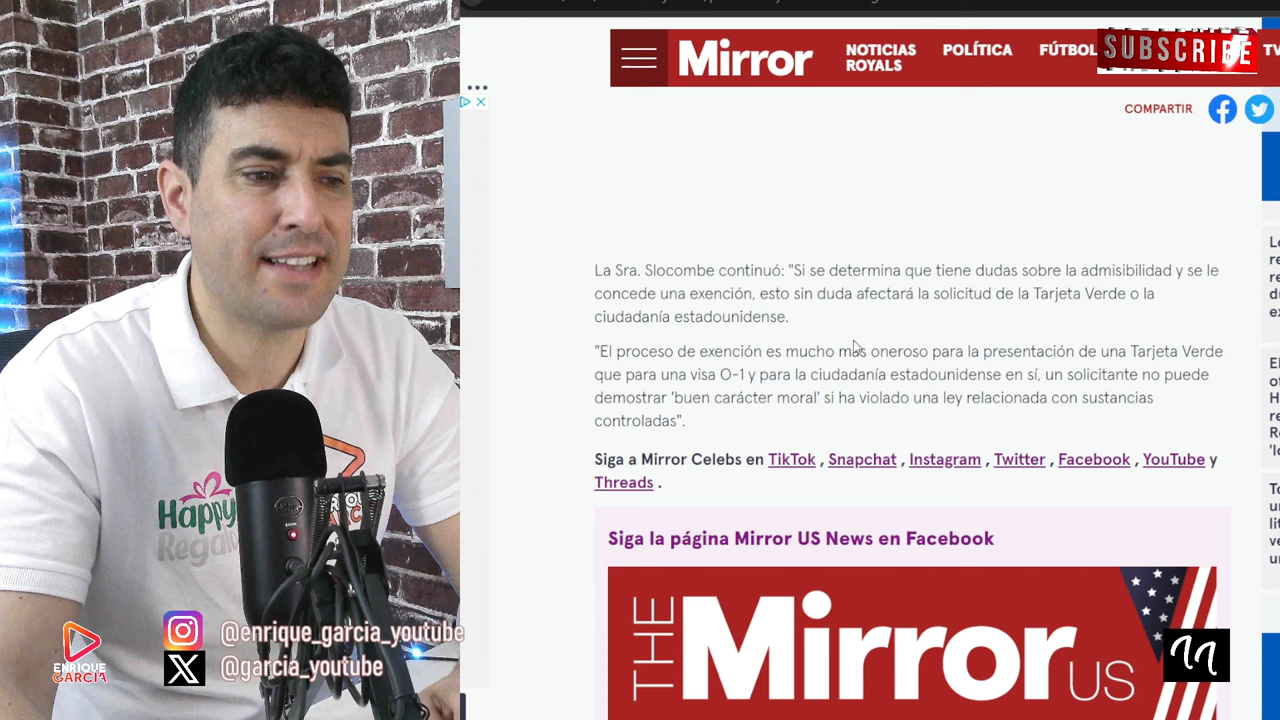 Mirror
NOTICIAS
ROYALS
POLÍTICA
FÚTBOL
SUBSCRIBE
TV
COMPARTIR
La Sra. Slocombe continuó: "Si se determina que tiene dudas sobre la admisibilidad y se le
concede una exención, esto sin duda afectará la solicitud de la Tarjeta Verde o la
ciudadanía estadounidense.
"El proceso de exención es mucho más oneroso para la presentación de una Tarjeta Verde
que para una visa O-1 y para la ciudadanía estadounidense en sí, un solicitante no puede
demostrar 'buen carácter moral' si ha violado una ley relacionada con sustancias
controladas".
Siga a Mirror Celebs en TikTok , Snapchat , Instagram , Twitter , Facebook , YouTube y
Threads .
Siga la página Mirror US News en Facebook
THE Mirror US
Happy
Regal
@enrique_garcia_youtube
@garcia_youtube
ENRIQUE
GARCIA